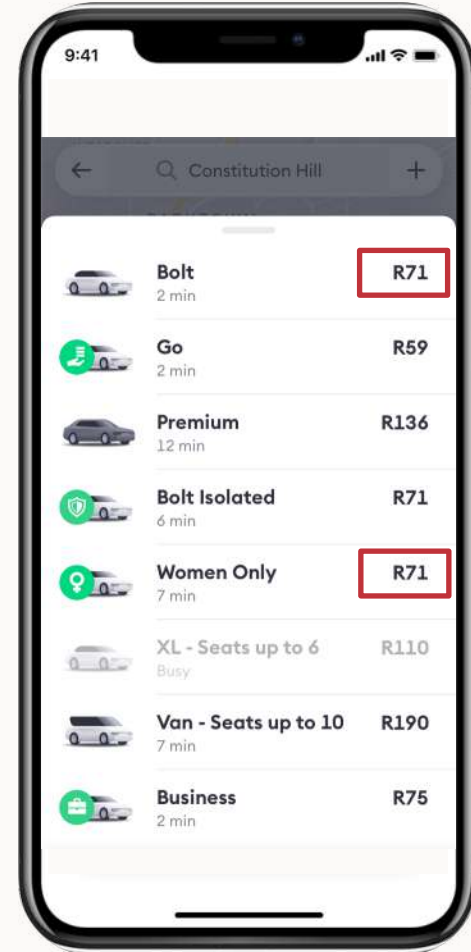 9:41
Constitution Hill
Bolt R71
2 min
Go R59
2 min
Premium R136
12 min
Bolt Isolated R71
6 min
Women Only R71
7 min
XL - Seats up to 6 R110
Busy
Van - Seats up to 10 R190
7 min
Business R75
2 min